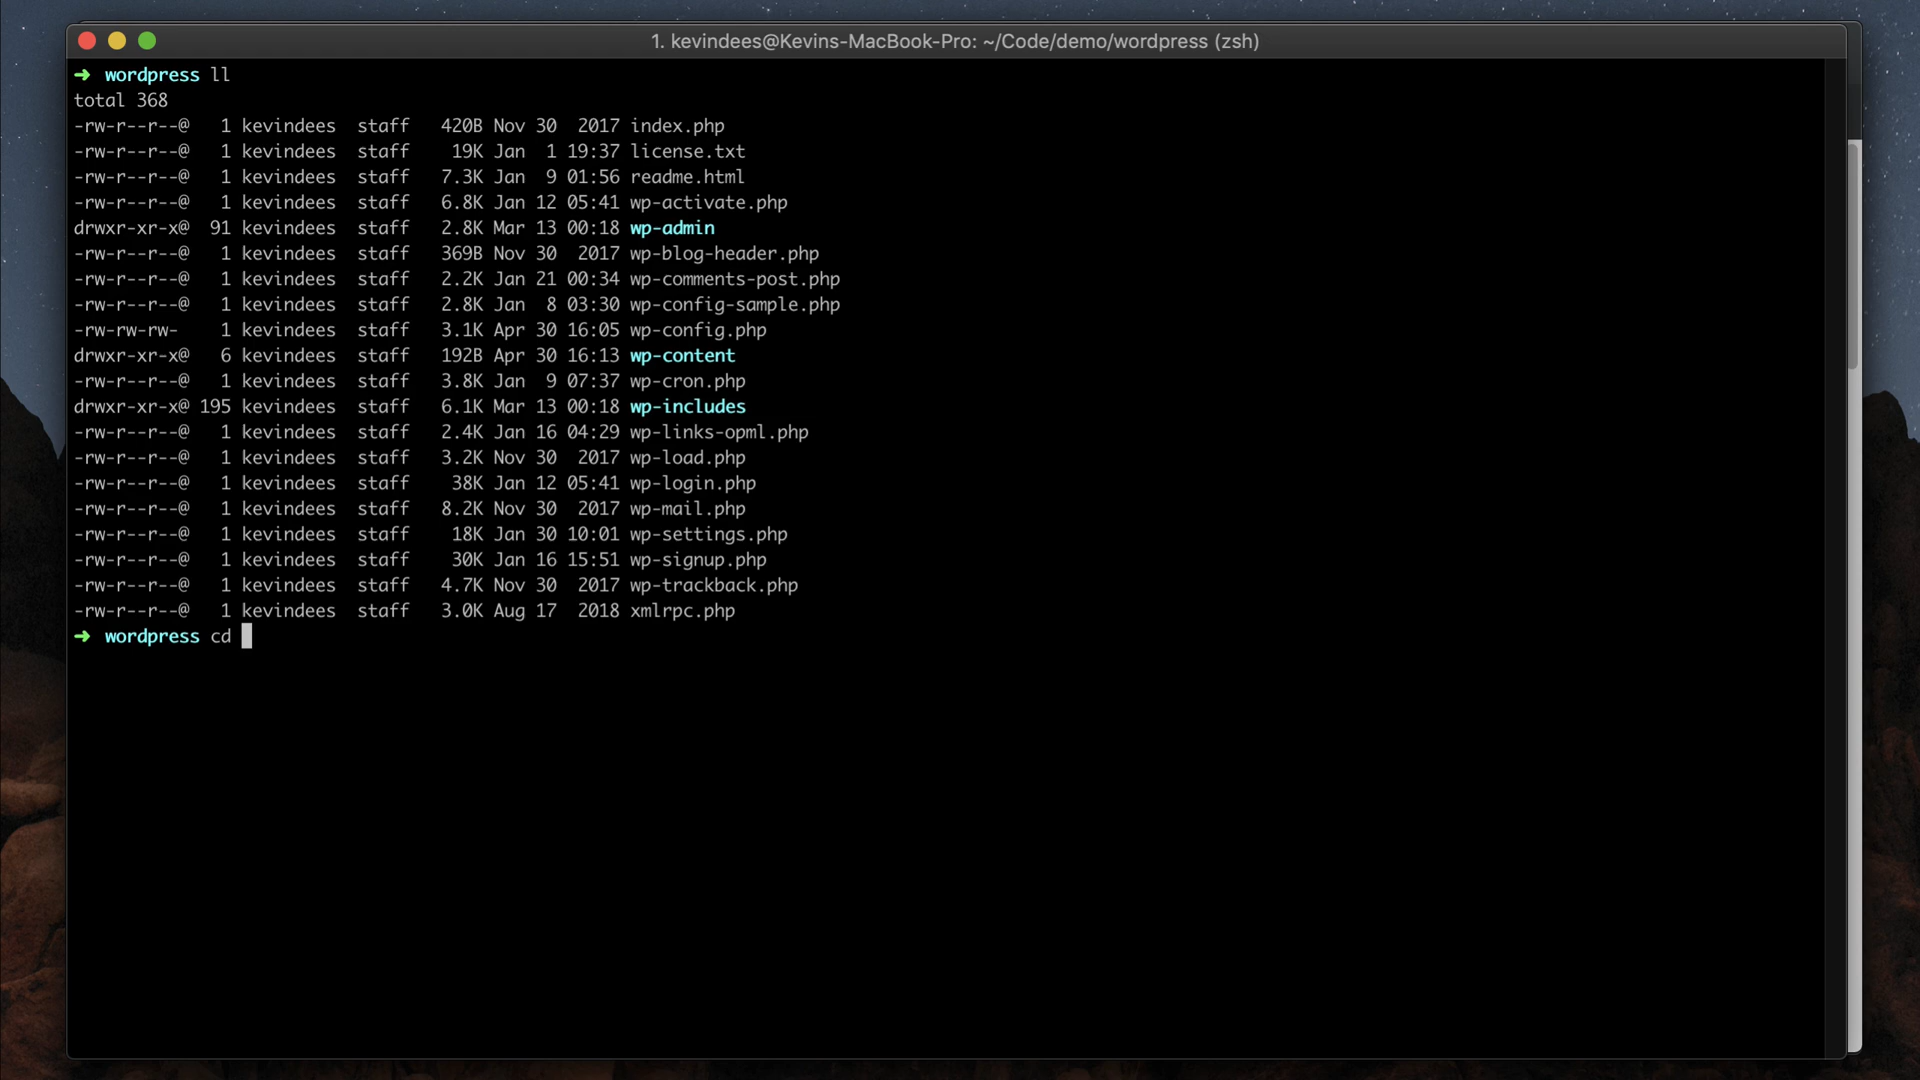 1. kevindees@Kevins-MacBook-Pro: ~/Code/demo/wordpress (zsh)
➜  wordpress ll
total 368
-rw-r--r--@   1 kevindees  staff   420B Nov 30  2017 index.php
-rw-r--r--@   1 kevindees  staff    19K Jan  1 19:37 license.txt
-rw-r--r--@   1 kevindees  staff   7.3K Jan  9 01:56 readme.html
-rw-r--r--@   1 kevindees  staff   6.8K Jan 12 05:41 wp-activate.php
drwxr-xr-x@  91 kevindees  staff   2.8K Mar 13 00:18 wp-admin
-rw-r--r--@   1 kevindees  staff   369B Nov 30  2017 wp-blog-header.php
-rw-r--r--@   1 kevindees  staff   2.2K Jan 21 00:34 wp-comments-post.php
-rw-r--r--@   1 kevindees  staff   2.8K Jan  8 03:30 wp-config-sample.php
-rw-rw-rw-    1 kevindees  staff   3.1K Apr 30 16:05 wp-config.php
drwxr-xr-x@   6 kevindees  staff   192B Apr 30 16:13 wp-content
-rw-r--r--@   1 kevindees  staff   3.8K Jan  9 07:37 wp-cron.php
drwxr-xr-x@ 195 kevindees  staff   6.1K Mar 13 00:18 wp-includes
-rw-r--r--@   1 kevindees  staff   2.4K Jan 16 04:29 wp-links-opml.php
-rw-r--r--@   1 kevindees  staff   3.2K Nov 30  2017 wp-load.php
-rw-r--r--@   1 kevindees  staff    38K Jan 12 05:41 wp-login.php
-rw-r--r--@   1 kevindees  staff   8.2K Nov 30  2017 wp-mail.php
-rw-r--r--@   1 kevindees  staff    18K Jan 30 10:01 wp-settings.php
-rw-r--r--@   1 kevindees  staff    30K Jan 16 15:51 wp-signup.php
-rw-r--r--@   1 kevindees  staff   4.7K Nov 30  2017 wp-trackback.php
-rw-r--r--@   1 kevindees  staff   3.0K Aug 17  2018 xmlrpc.php
➜  wordpress cd